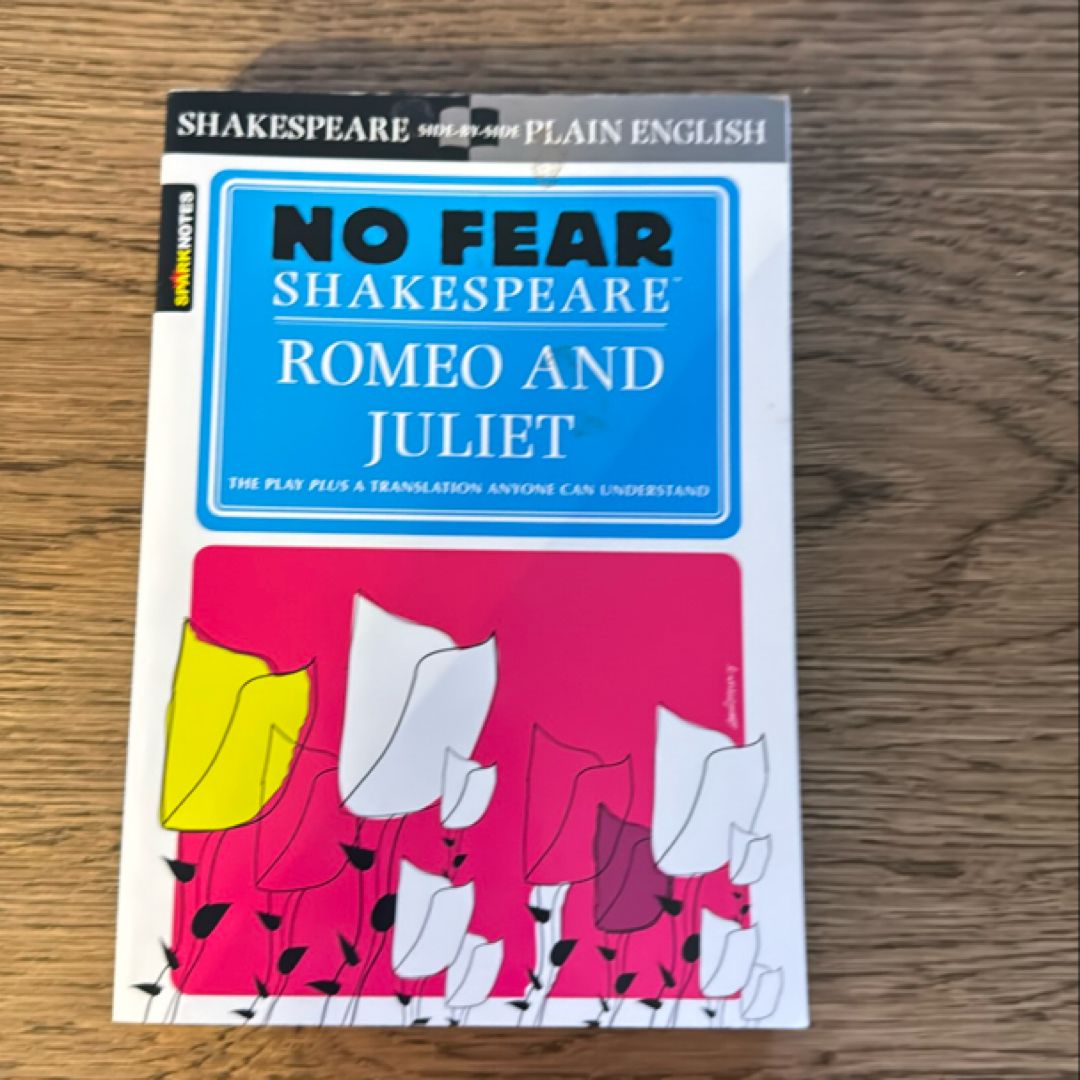 SHAKESPEARE SIDE-BY-SIDE PLAIN ENGLISH
SPARKNOTES
NO FEAR
SHAKESPEARE™
ROMEO AND
JULIET
THE PLAY PLUS A TRANSLATION ANYONE CAN UNDERSTAND